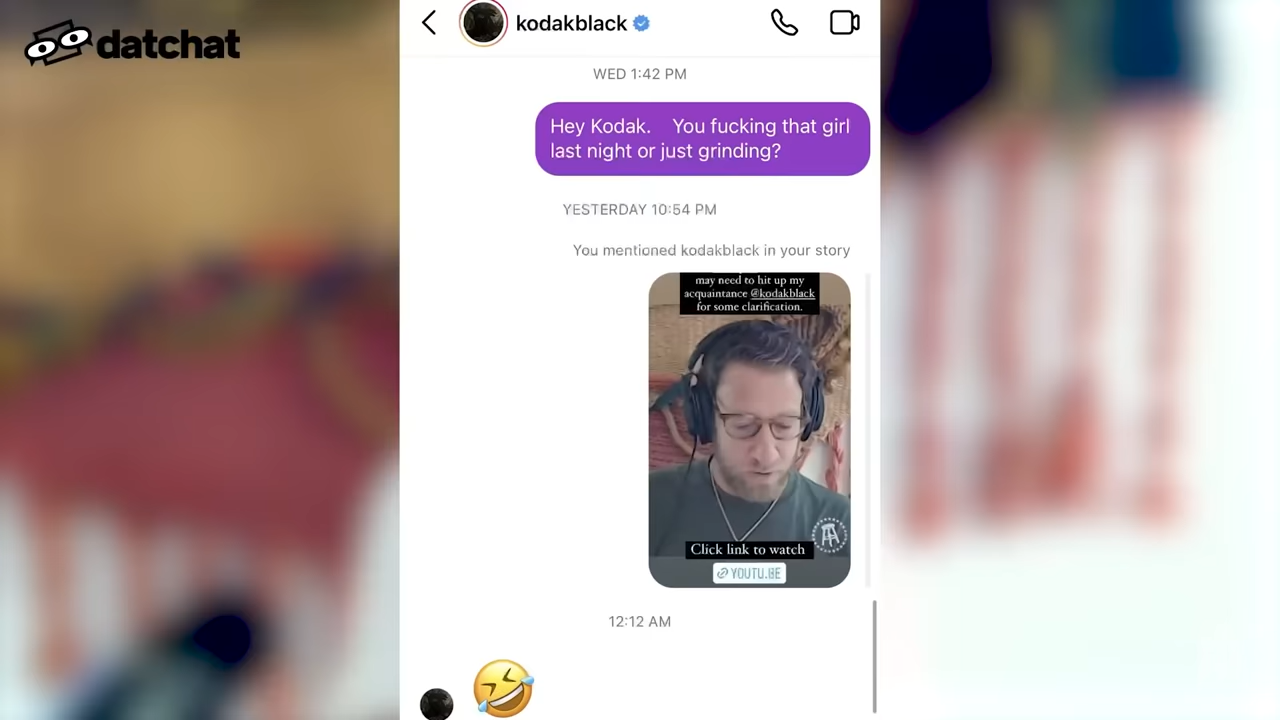 datchat
kodakblack
WED 1:42 PM
Hey Kodak. You fucking that girl
last night or just grinding?
YESTERDAY 10:54 PM
You mentioned kodakblack in your story
may need to hit up my
acquaintance @kodakblack
for some clarification.
Click link to watch
YOUTU.BE
12:12 AM